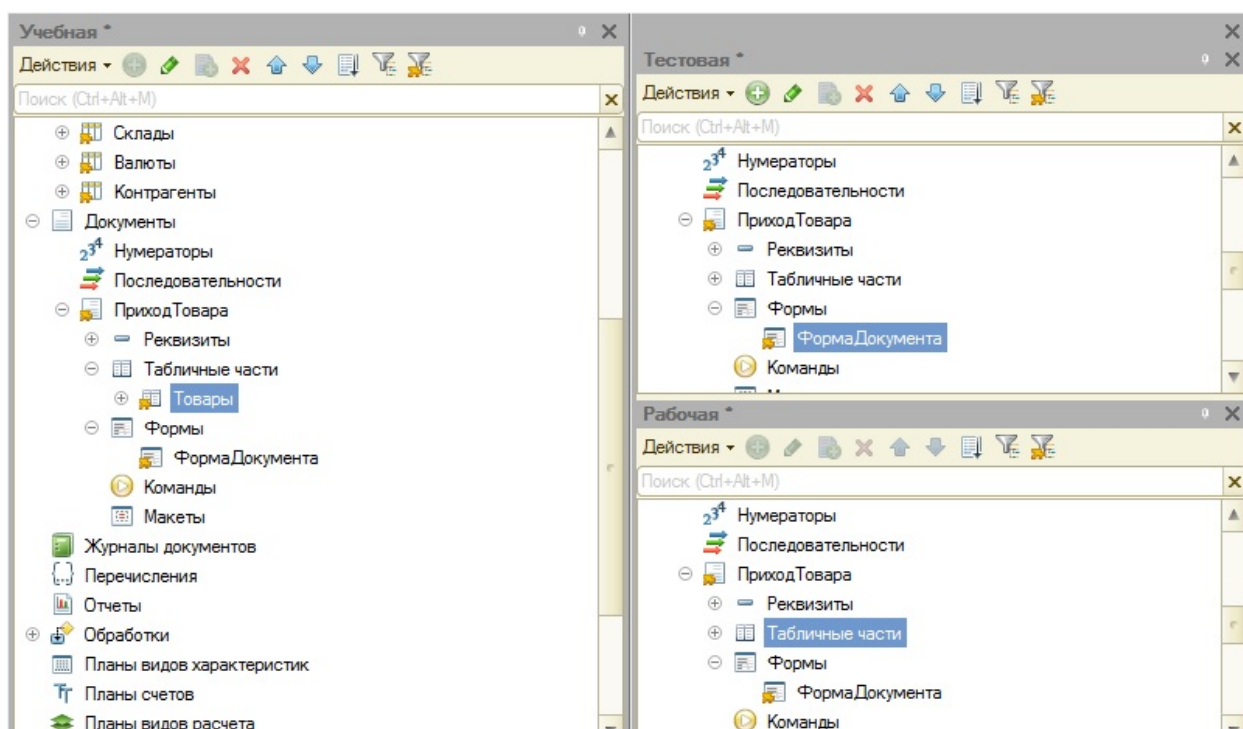 Учебная *
Действия
Поиск (Ctrl+Alt+M)
Склады
Валюты
Контрагенты
Документы
Нумераторы
Последовательности
ПриходТовара
Реквизиты
Табличные части
Товары
Формы
ФормаДокумента
Команды
Макеты
Журналы документов
Перечисления
Отчеты
Обработки
Планы видов характеристик
Планы счетов
Планы видов расчета
Тестовая *
Действия
Поиск (Ctrl+Alt+M)
Нумераторы
Последовательности
ПриходТовара
Реквизиты
Табличные части
Формы
ФормаДокумента
Команды
Рабочая *
Действия
Поиск (Ctrl+Alt+M)
Нумераторы
Последовательности
ПриходТовара
Реквизиты
Табличные части
Формы
ФормаДокумента
Команды